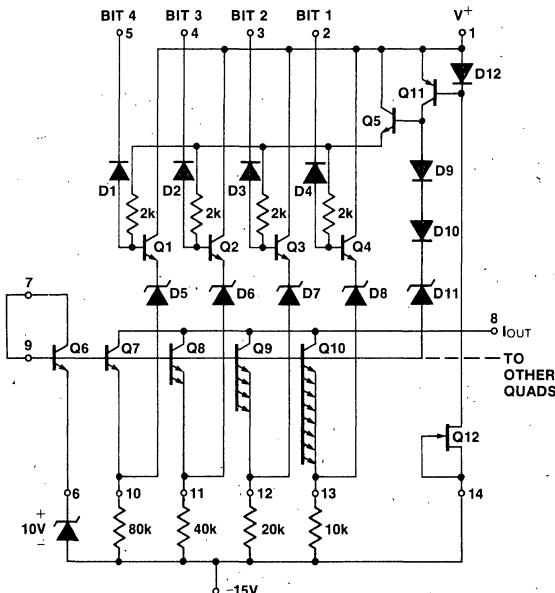 BIT 4 BIT 3 BIT 2 BIT 1 V+
5 4 3 2 1
D12
Q11
Q5
D1 D2 D3 D4 D9
2k 2k 2k 2k
D10
Q1 Q2 Q3 Q4
D5 D6 D7 D8 D11
7
8
IOUT
9 Q6 Q7 Q8 Q9 Q10
TO
OTHER
QUADS
Q12
6 10 11 12 13 14
+
10V 80k 40k 20k 10k
−
−15V